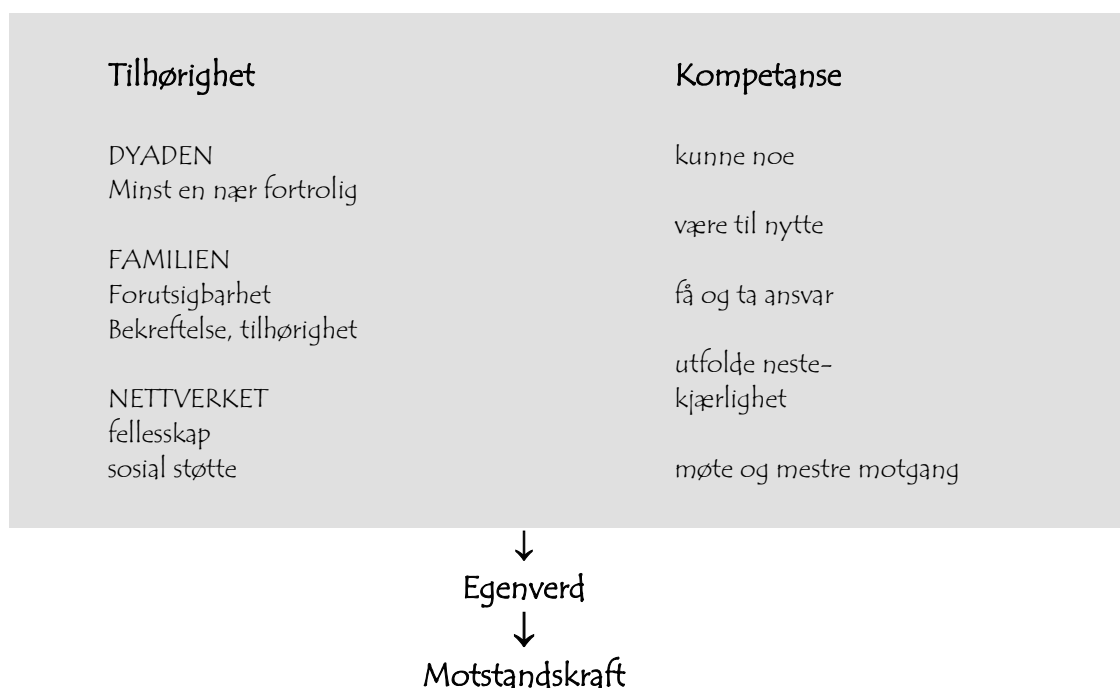 Tilhørighet
DYADEN
Minst en nær fortrolig
FAMILIEN
Forutsigbarhet
Bekreftelse, tilhørighet
NETTVERKET
fellesskap
sosial støtte
Kompetanse
kunne noe
være til nytte
få og ta ansvar
utfolde neste-
kjærlighet
møte og mestre motgang
Egenverd
Motstandskraft